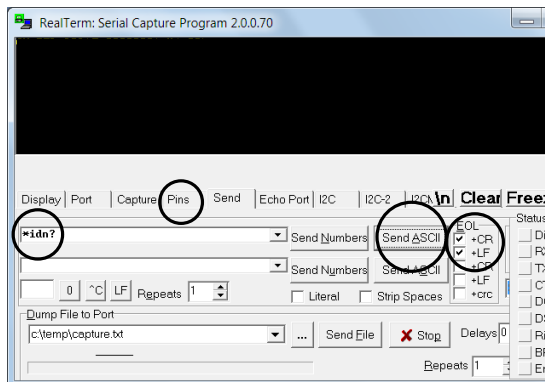 RealTerm: Serial Capture Program 2.0.0.70
Display Port Capture Pins Send Echo Port I2C I2C-2 \n Clear
*idn? Send Numbers Send ASCII EOL
+CR
+LF
Send Numbers Send ASCII +CR
+LF
0 ^C LF Repeats 1 Literal Strip Spaces +crc
Dump File to Port
c:\temp\capture.txt ... Send File Stop Delays 0
Repeats 1